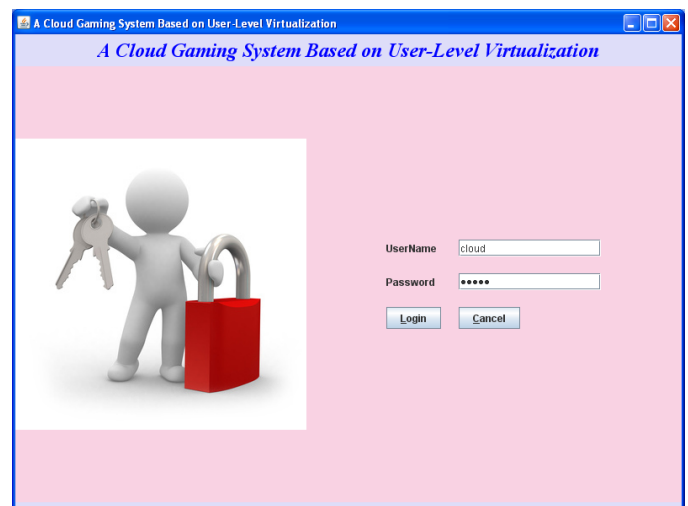 A Cloud Gaming System Based on User-Level Virtualization
A Cloud Gaming System Based on User-Level Virtualization
UserName cloud
Password •••••
Login Cancel